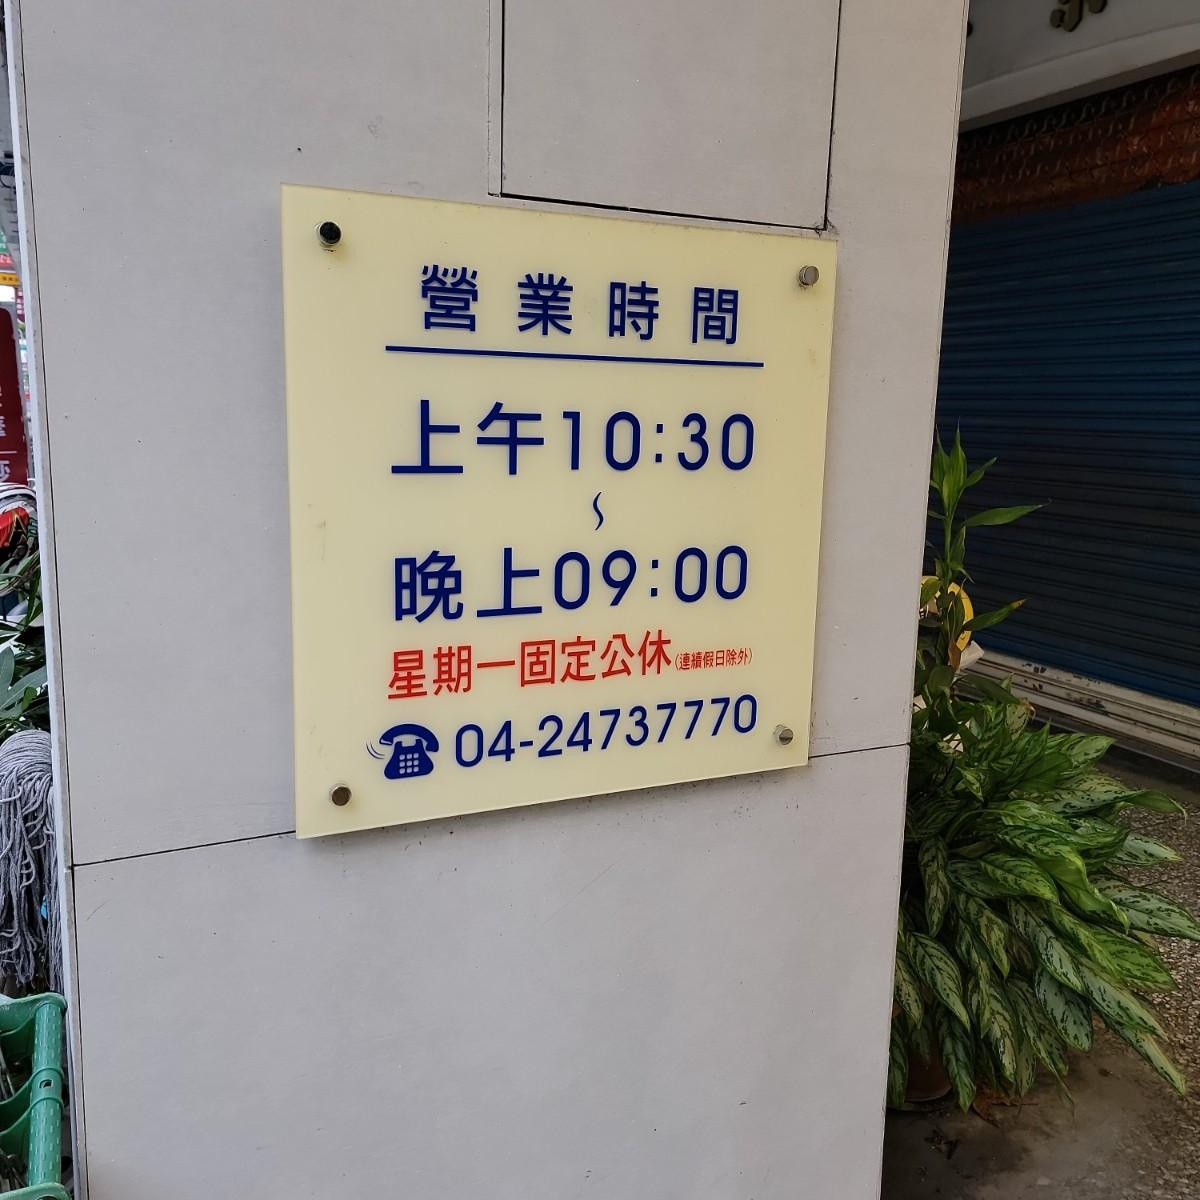 營業時間
上午10:30
～
晚上09:00
星期一固定公休(連續假日除外)
04-24737770